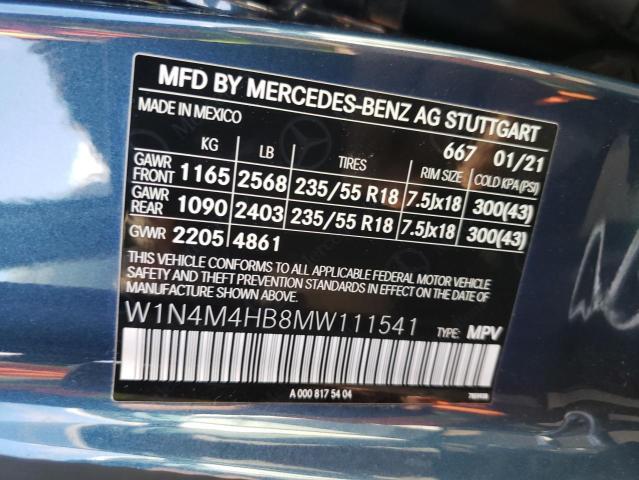 MFD BY MERCEDES-BENZ AG STUTTGART
MADE IN MEXICO
667 01/21
KG LB TIRES RIM SIZE COLD KPA (PSI)
GAWR FRONT 1165 2568 235/55 R18 7.5Jx18 300(43)
GAWR REAR 1090 2403 235/55 R18 7.5Jx18 300(43)
GVWR 2205 4861
THIS VEHICLE CONFORMS TO ALL APPLICABLE FEDERAL MOTOR VEHICLE
SAFETY AND THEFT PREVENTION STANDARDS IN EFFECT
ON THE DATE OF MANUFACTURE SHOWN ABOVE.
W1N4M4HB8MW111541 TYPE: MPV
A 000 817 54 04